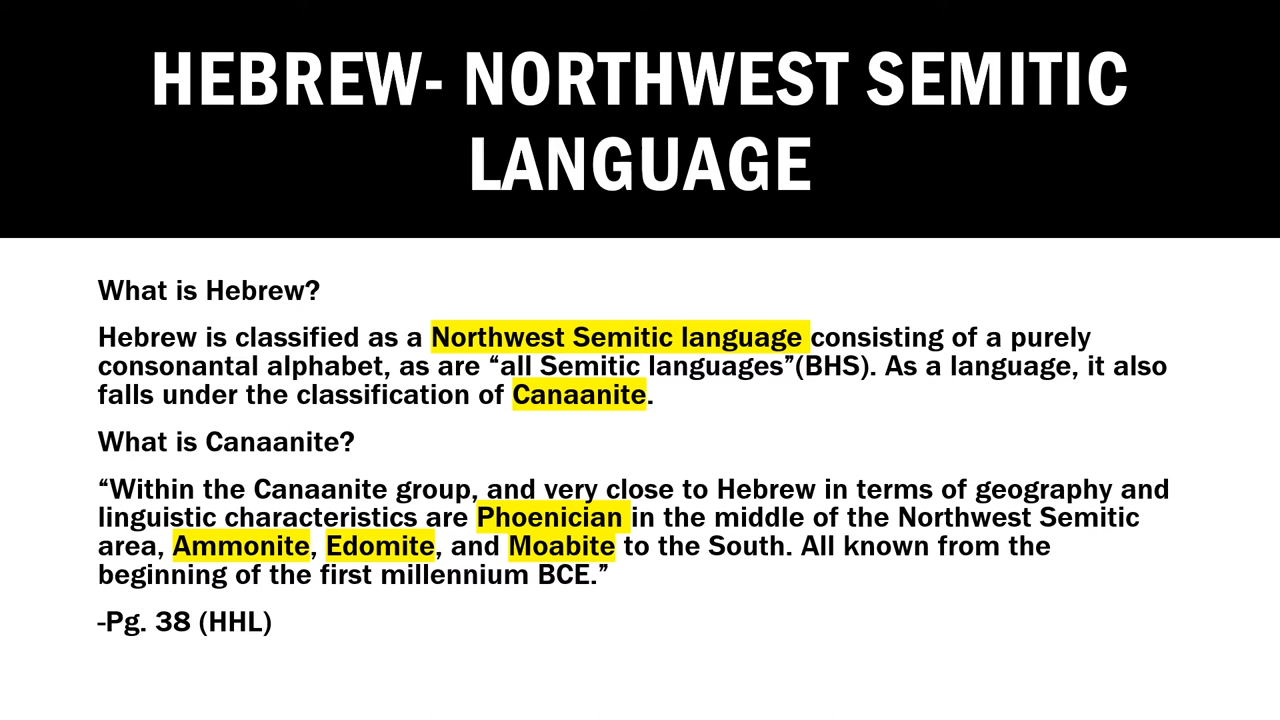 HEBREW- NORTHWEST SEMITIC
LANGUAGE
What is Hebrew?
Hebrew is classified as a Northwest Semitic language consisting of a purely
consonantal alphabet, as are “all Semitic languages”(BHS). As a language, it also
falls under the classification of Canaanite.
What is Canaanite?
“Within the Canaanite group, and very close to Hebrew in terms of geography and
linguistic characteristics are Phoenician in the middle of the Northwest Semitic
area, Ammonite, Edomite, and Moabite to the South. All known from the
beginning of the first millennium BCE.”
-Pg. 38 (HHL)